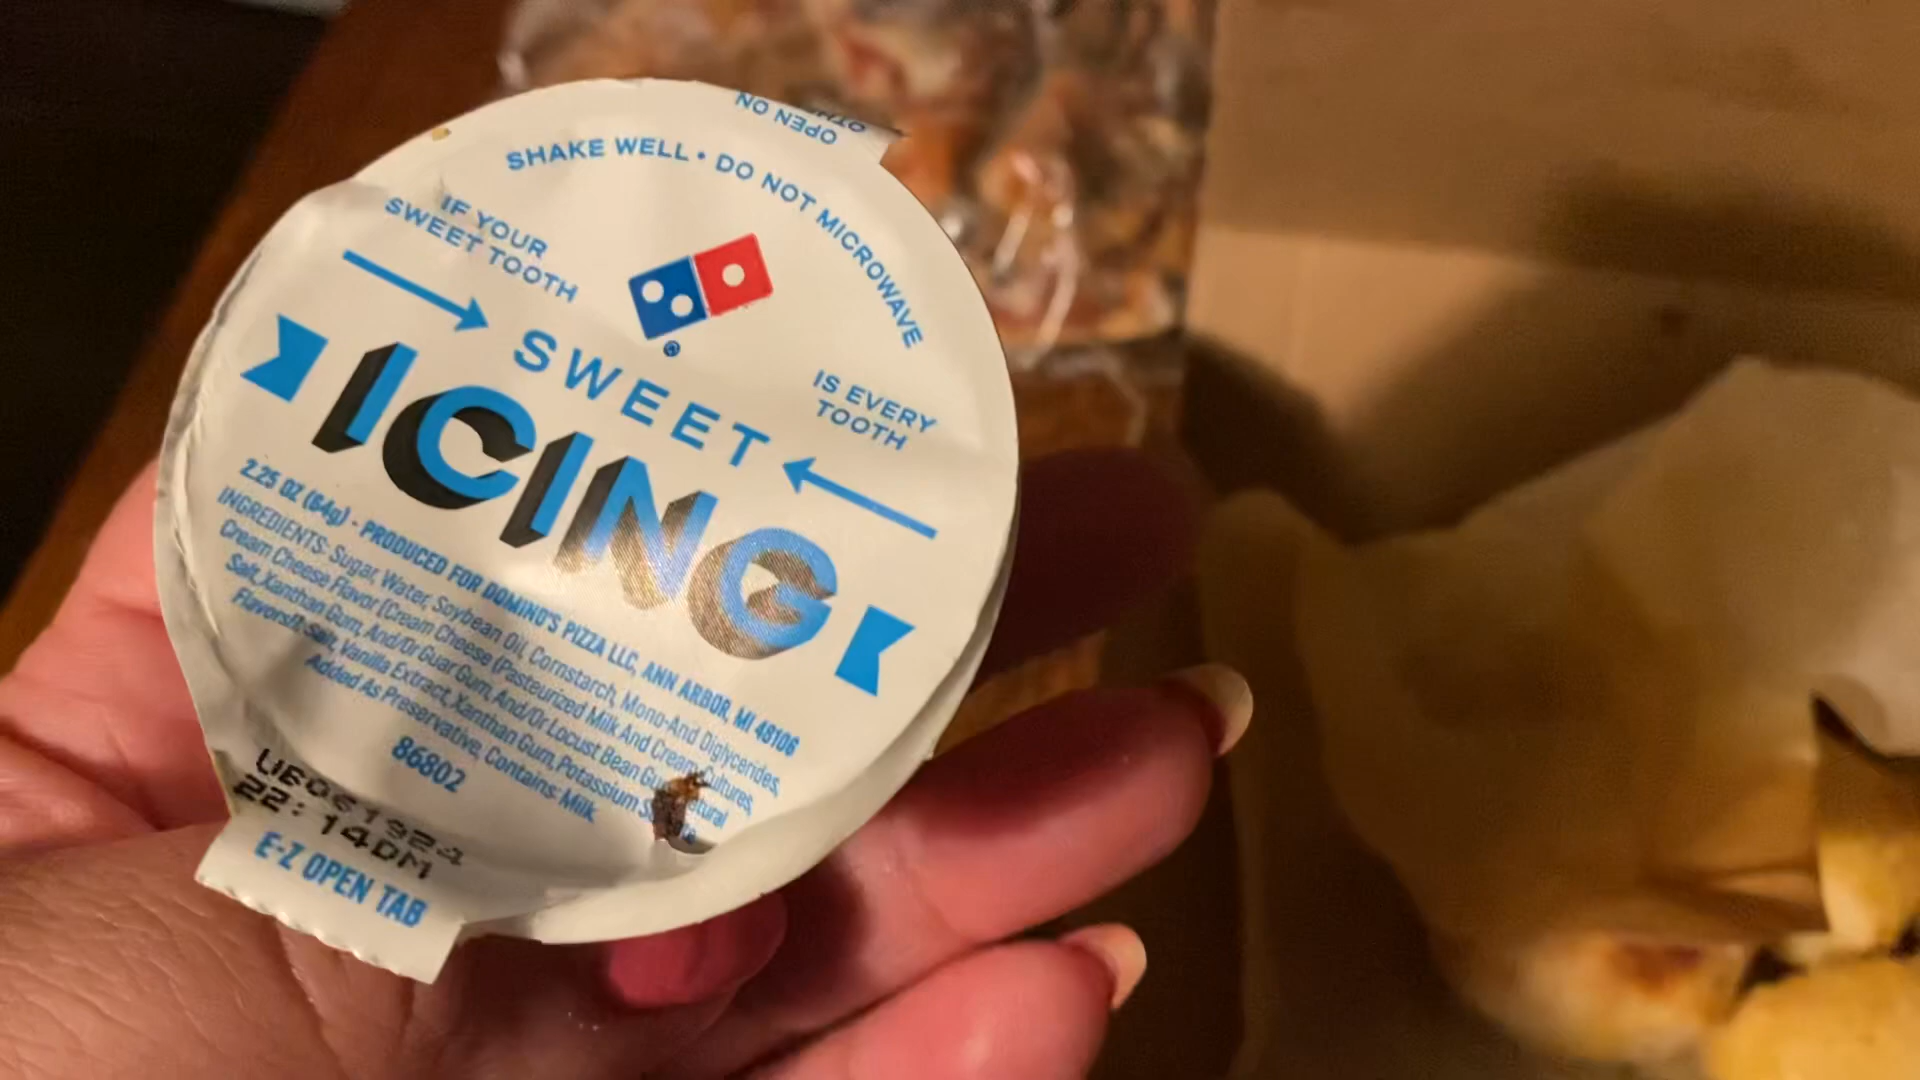 OPEN ON
SHAKE WELL • DO NOT MICROWAVE
IF YOUR
SWEET TOOTH
SWEET
IS EVERY
TOOTH
ICING
2.25 OZ (64g) - PRODUCED FOR DOMINO'S PIZZA LLC, ANN ARBOR, MI 48106
INGREDIENTS: Sugar, Water, Soybean Oil, Cornstarch, Mono-And Diglycerides,
Cream Cheese Flavor (Cream Cheese (Pasteurized Milk And Cream, Cultures,
Salt, Xanthan Gum, And/Or Guar Gum, And/Or Locust Bean
Flavors)), Salt, Vanilla Extract, Xanthan Gum, Potassium
Added As Preservative. Contains: Milk.
86802
UB061924
22:14DM
E-Z OPEN TAB